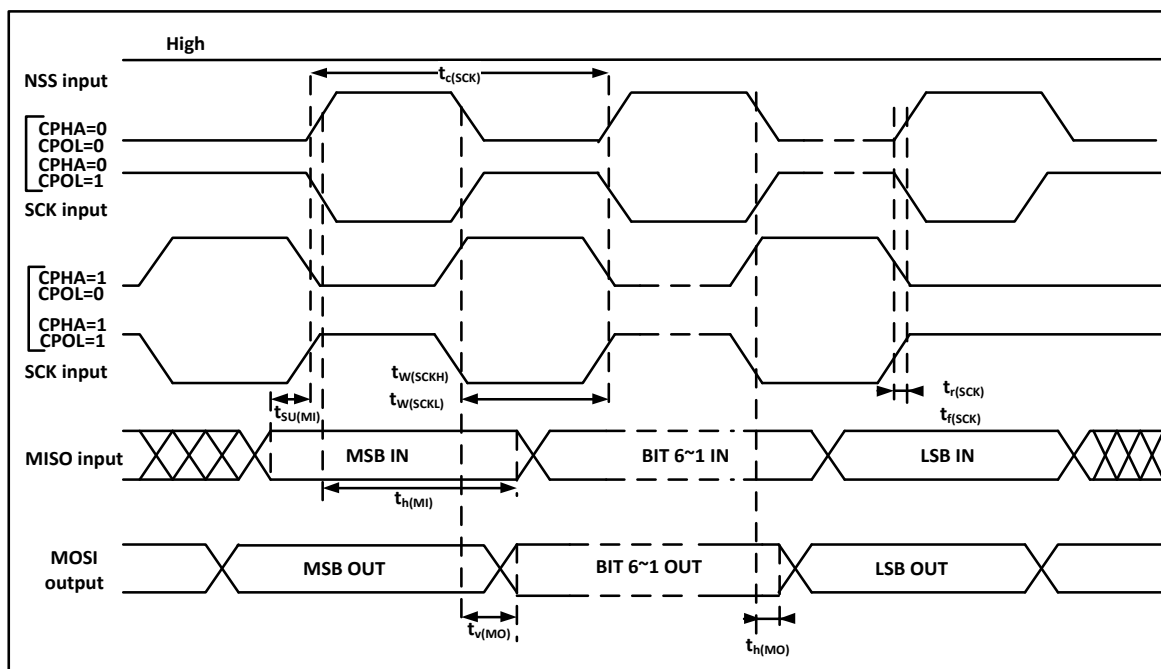 High
NSS input
tc(SCK)
CPHA=0
CPOL=0
CPHA=0
CPOL=1
SCK input
CPHA=1
CPOL=0
CPHA=1
CPOL=1
SCK input
tW(SCKH)
tW(SCKL)
tr(SCK)
tf(SCK)
tSU(MI)
MISO input
MSB IN
BIT 6~1 IN
LSB IN
th(MI)
MOSI
output
MSB OUT
BIT 6~1 OUT
LSB OUT
tv(MO)
th(MO)